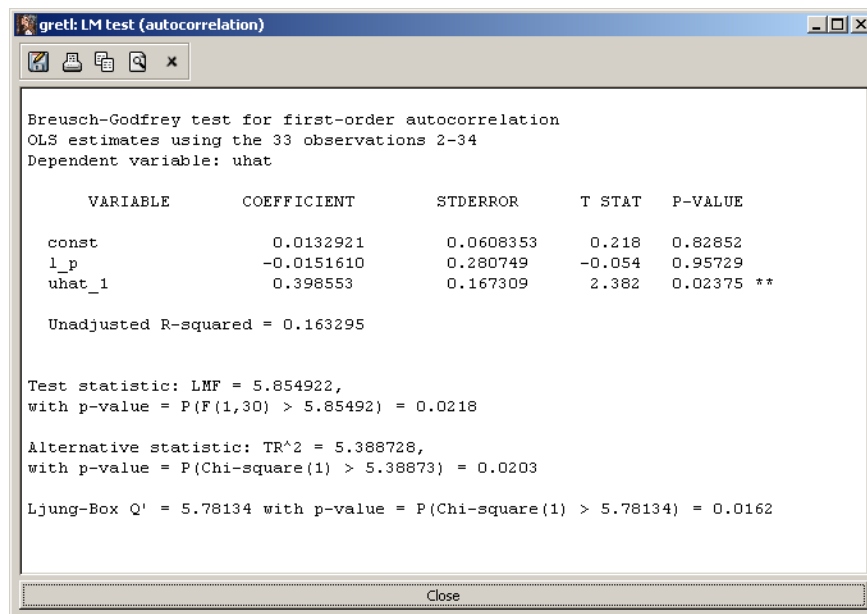 gretl: LM test (autocorrelation)
Breusch-Godfrey test for first-order autocorrelation
OLS estimates using the 33 observations 2-34
Dependent variable: uhat
VARIABLE COEFFICIENT STDERROR T STAT P-VALUE
const 0.0132921 0.0608353 0.218 0.82852
l_p -0.0151610 0.280749 -0.054 0.95729
uhat_1 0.398553 0.167309 2.382 0.02375 **
Unadjusted R-squared = 0.163295
Test statistic: LMF = 5.854922,
with p-value = P(F(1,30) > 5.85492) = 0.0218
Alternative statistic: TR^2 = 5.388728,
with p-value = P(Chi-square(1) > 5.38873) = 0.0203
Ljung-Box Q' = 5.78134 with p-value = P(Chi-square(1) > 5.78134) = 0.0162
Close